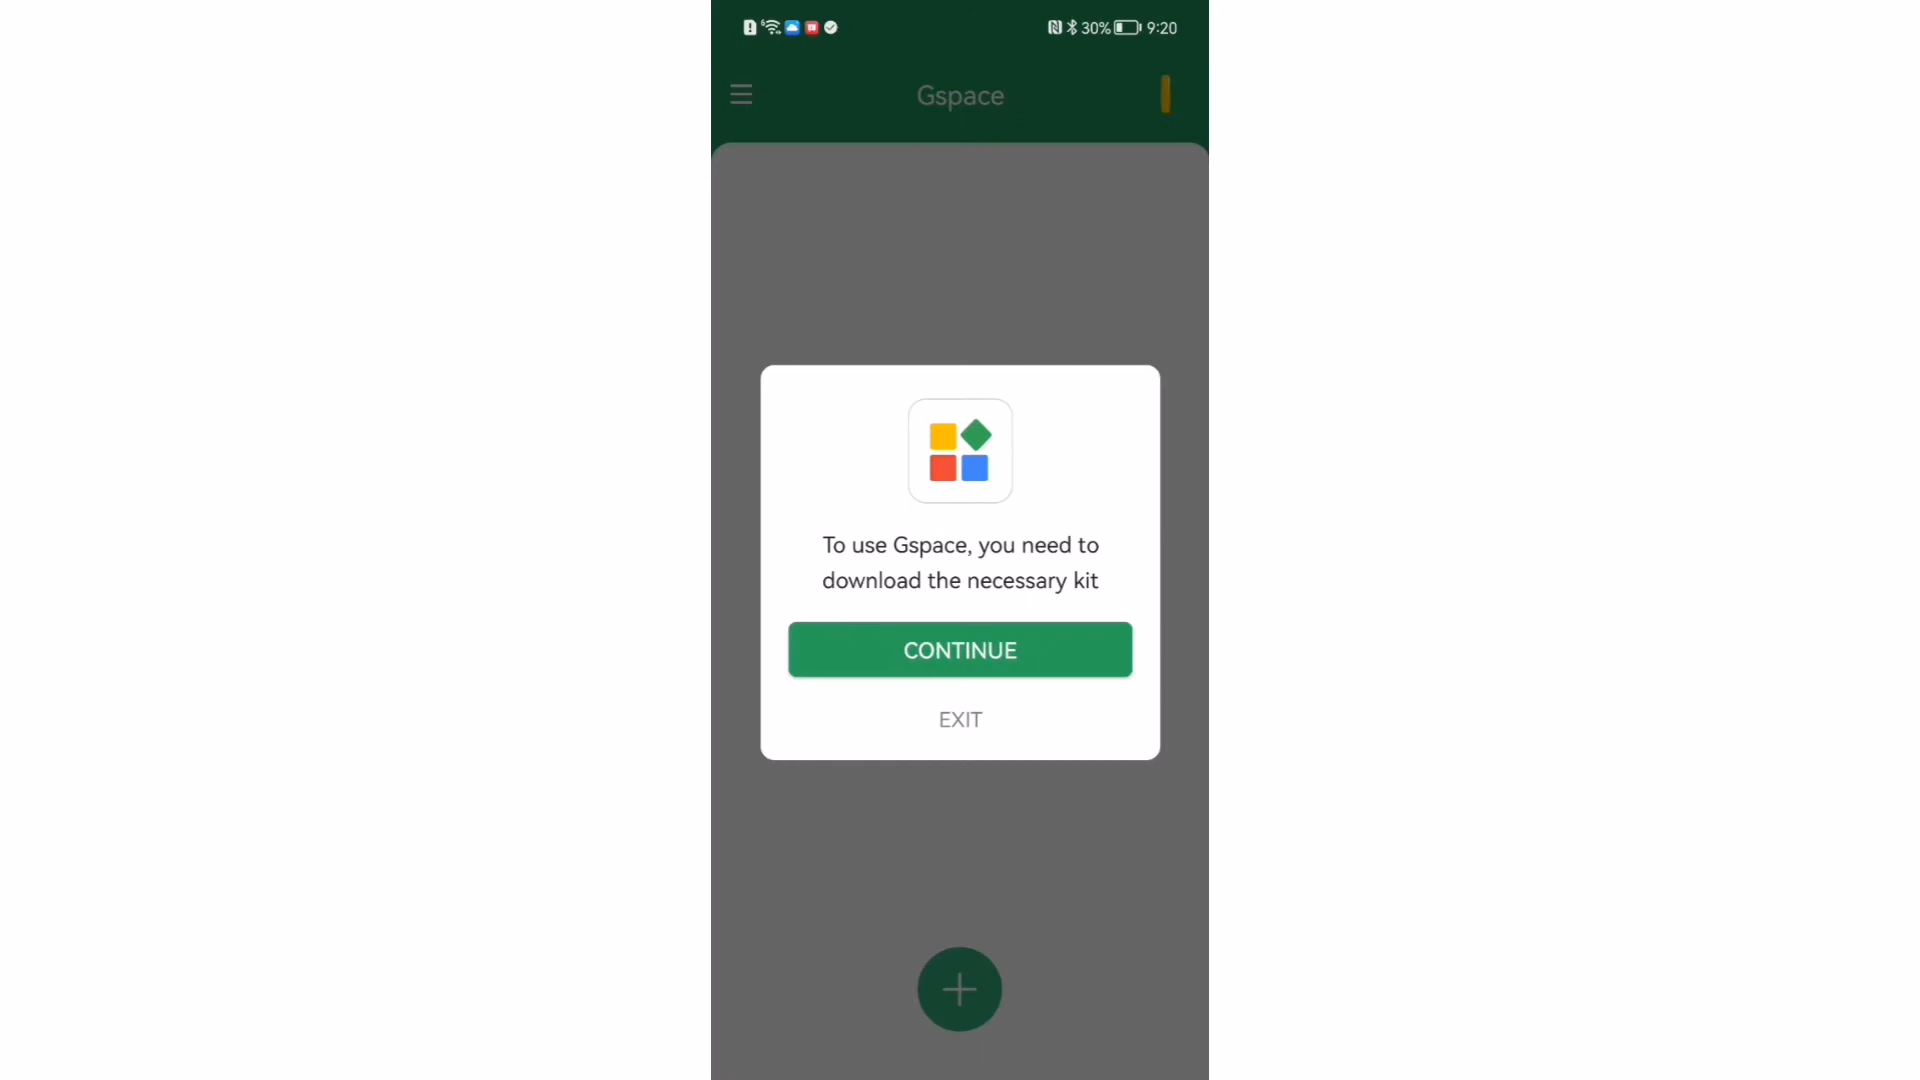 30% 9:20
Gspace
To use Gspace, you need to
download the necessary kit
CONTINUE
EXIT